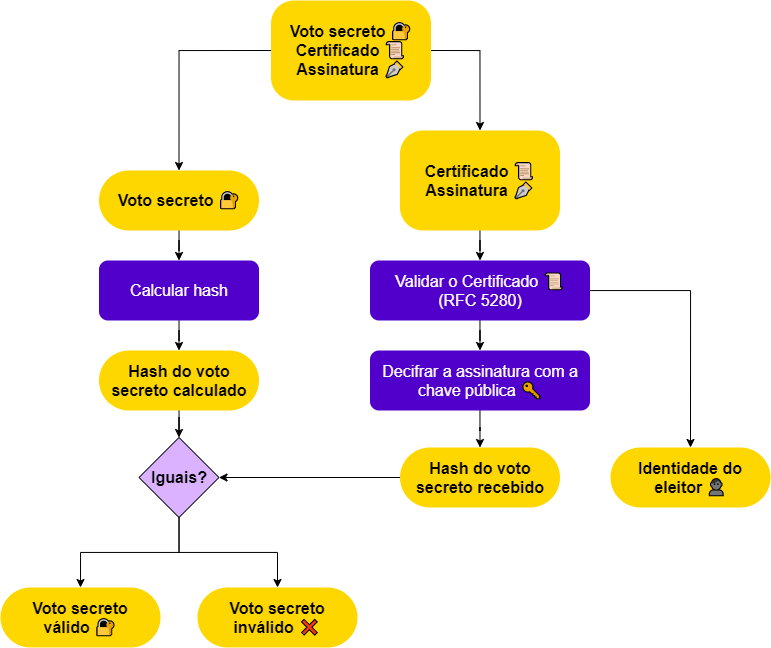 Voto secreto 🔐
Certificado 📜
Assinatura ✒️
Certificado 📜
Assinatura ✒️
Voto secreto 🔐
Calcular hash
Validar o Certificado 📜
(RFC 5280)
Hash do voto
secreto calculado
Decifrar a assinatura com a
chave pública 🔑
Iguais?
Hash do voto
secreto recebido
Identidade do
eleitor 👤
Voto secreto
válido 🔐
Voto secreto
inválido ❌